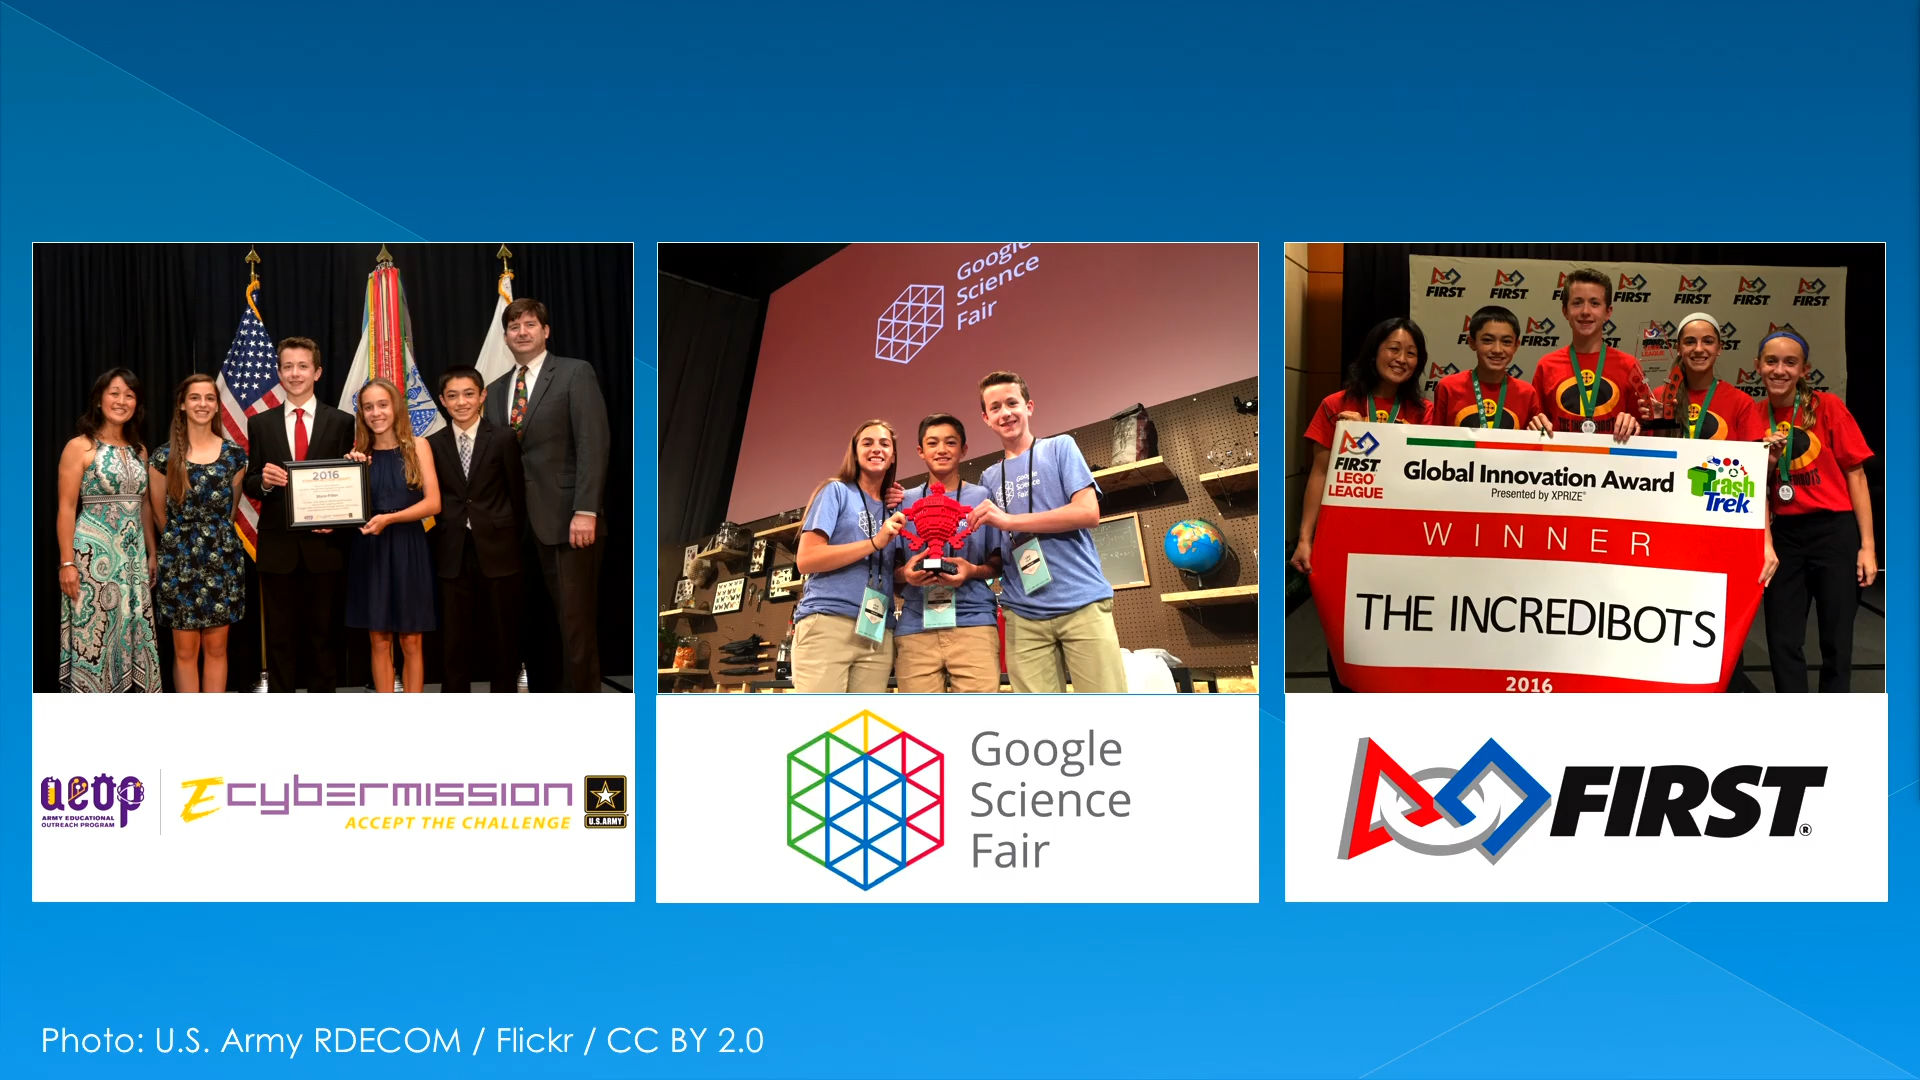 2016
Google
Science
Fair
FIRST
FIRST
FIRST
FIRST
FIRST
FIRST
FIRST
FIRST
LEGO
LEAGUE
Global Innovation Award
Presented by XPRIZE®
Trash
Trek
WINNER
THE INCREDIBOTS
2016
aeop
ARMY EDUCATIONAL
OUTREACH PROGRAM
Ecybermission
ACCEPT THE CHALLENGE
U.S. ARMY
Google
Science
Fair
FIRST®
Photo: U.S. Army RDECOM / Flickr / CC BY 2.0